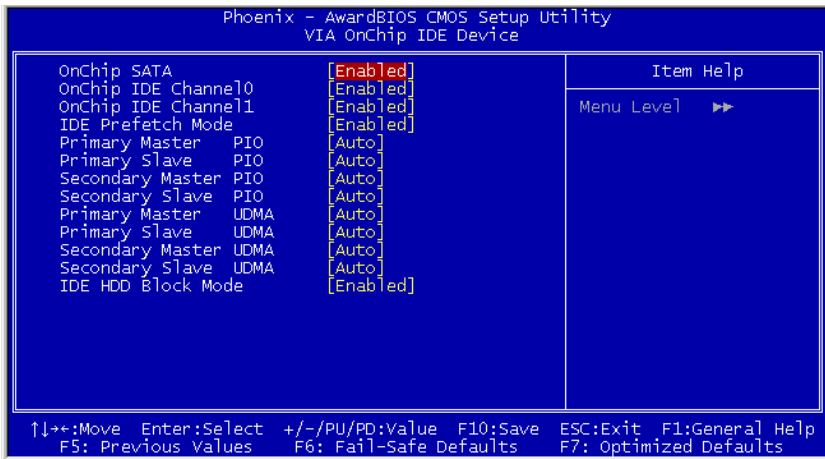 Phoenix - AwardBIOS CMOS Setup Utility
VIA OnChip IDE Device
OnChip SATA [Enabled]
OnChip IDE Channel0 [Enabled]
OnChip IDE Channel1 [Enabled]
IDE Prefetch Mode [Enabled]
Primary Master PIO [Auto]
Primary Slave PIO [Auto]
Secondary Master PIO [Auto]
Secondary Slave PIO [Auto]
Primary Master UDMA [Auto]
Primary Slave UDMA [Auto]
Secondary Master UDMA [Auto]
Secondary Slave UDMA [Auto]
IDE HDD Block Mode [Enabled]
Item Help
Menu Level ▸▸
↑↓→←:Move Enter:Select +/-/PU/PD:Value F10:Save ESC:Exit F1:General Help
F5: Previous Values F6: Fail-Safe Defaults F7: Optimized Defaults